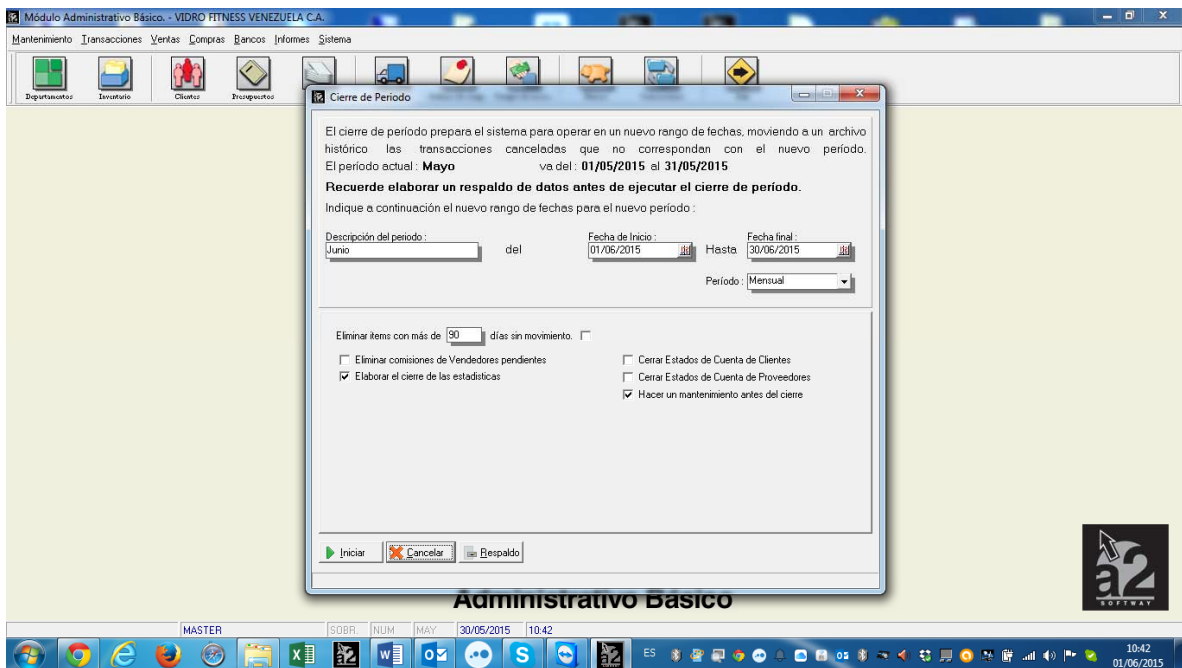 Módulo Administrativo Básico. - VIDRO FITNESS VENEZUELA C.A.
Mantenimiento Transacciones Ventas Compras Bancos Informes Sistema
Departamentos Inventario Clientes Presupuestos
Cierre de Periodo
El cierre de período prepara el sistema para operar en un nuevo rango de fechas, moviendo a un archivo
histórico las transacciones canceladas que no correspondan con el nuevo período.
El período actual : Mayo va del : 01/05/2015 al 31/05/2015
Recuerde elaborar un respaldo de datos antes de ejecutar el cierre de período.
Indique a continuación el nuevo rango de fechas para el nuevo período :
Descripción del periodo : Fecha de Inicio : Fecha final :
Junio del 01/06/2015 Hasta 30/06/2015
Período : Mensual
Eliminar items con más de 90 días sin movimiento.
Eliminar comisiones de Vendedores pendientes Cerrar Estados de Cuenta de Clientes
Elaborar el cierre de las estadisticas Cerrar Estados de Cuenta de Proveedores
Hacer un mantenimiento antes del cierre
Iniciar Cancelar Respaldo
a2
SOFTWAY
Administrativo Básico
MASTER SOBR NUM MAY 30/05/2015 10:42
ES 10:42
01/06/2015